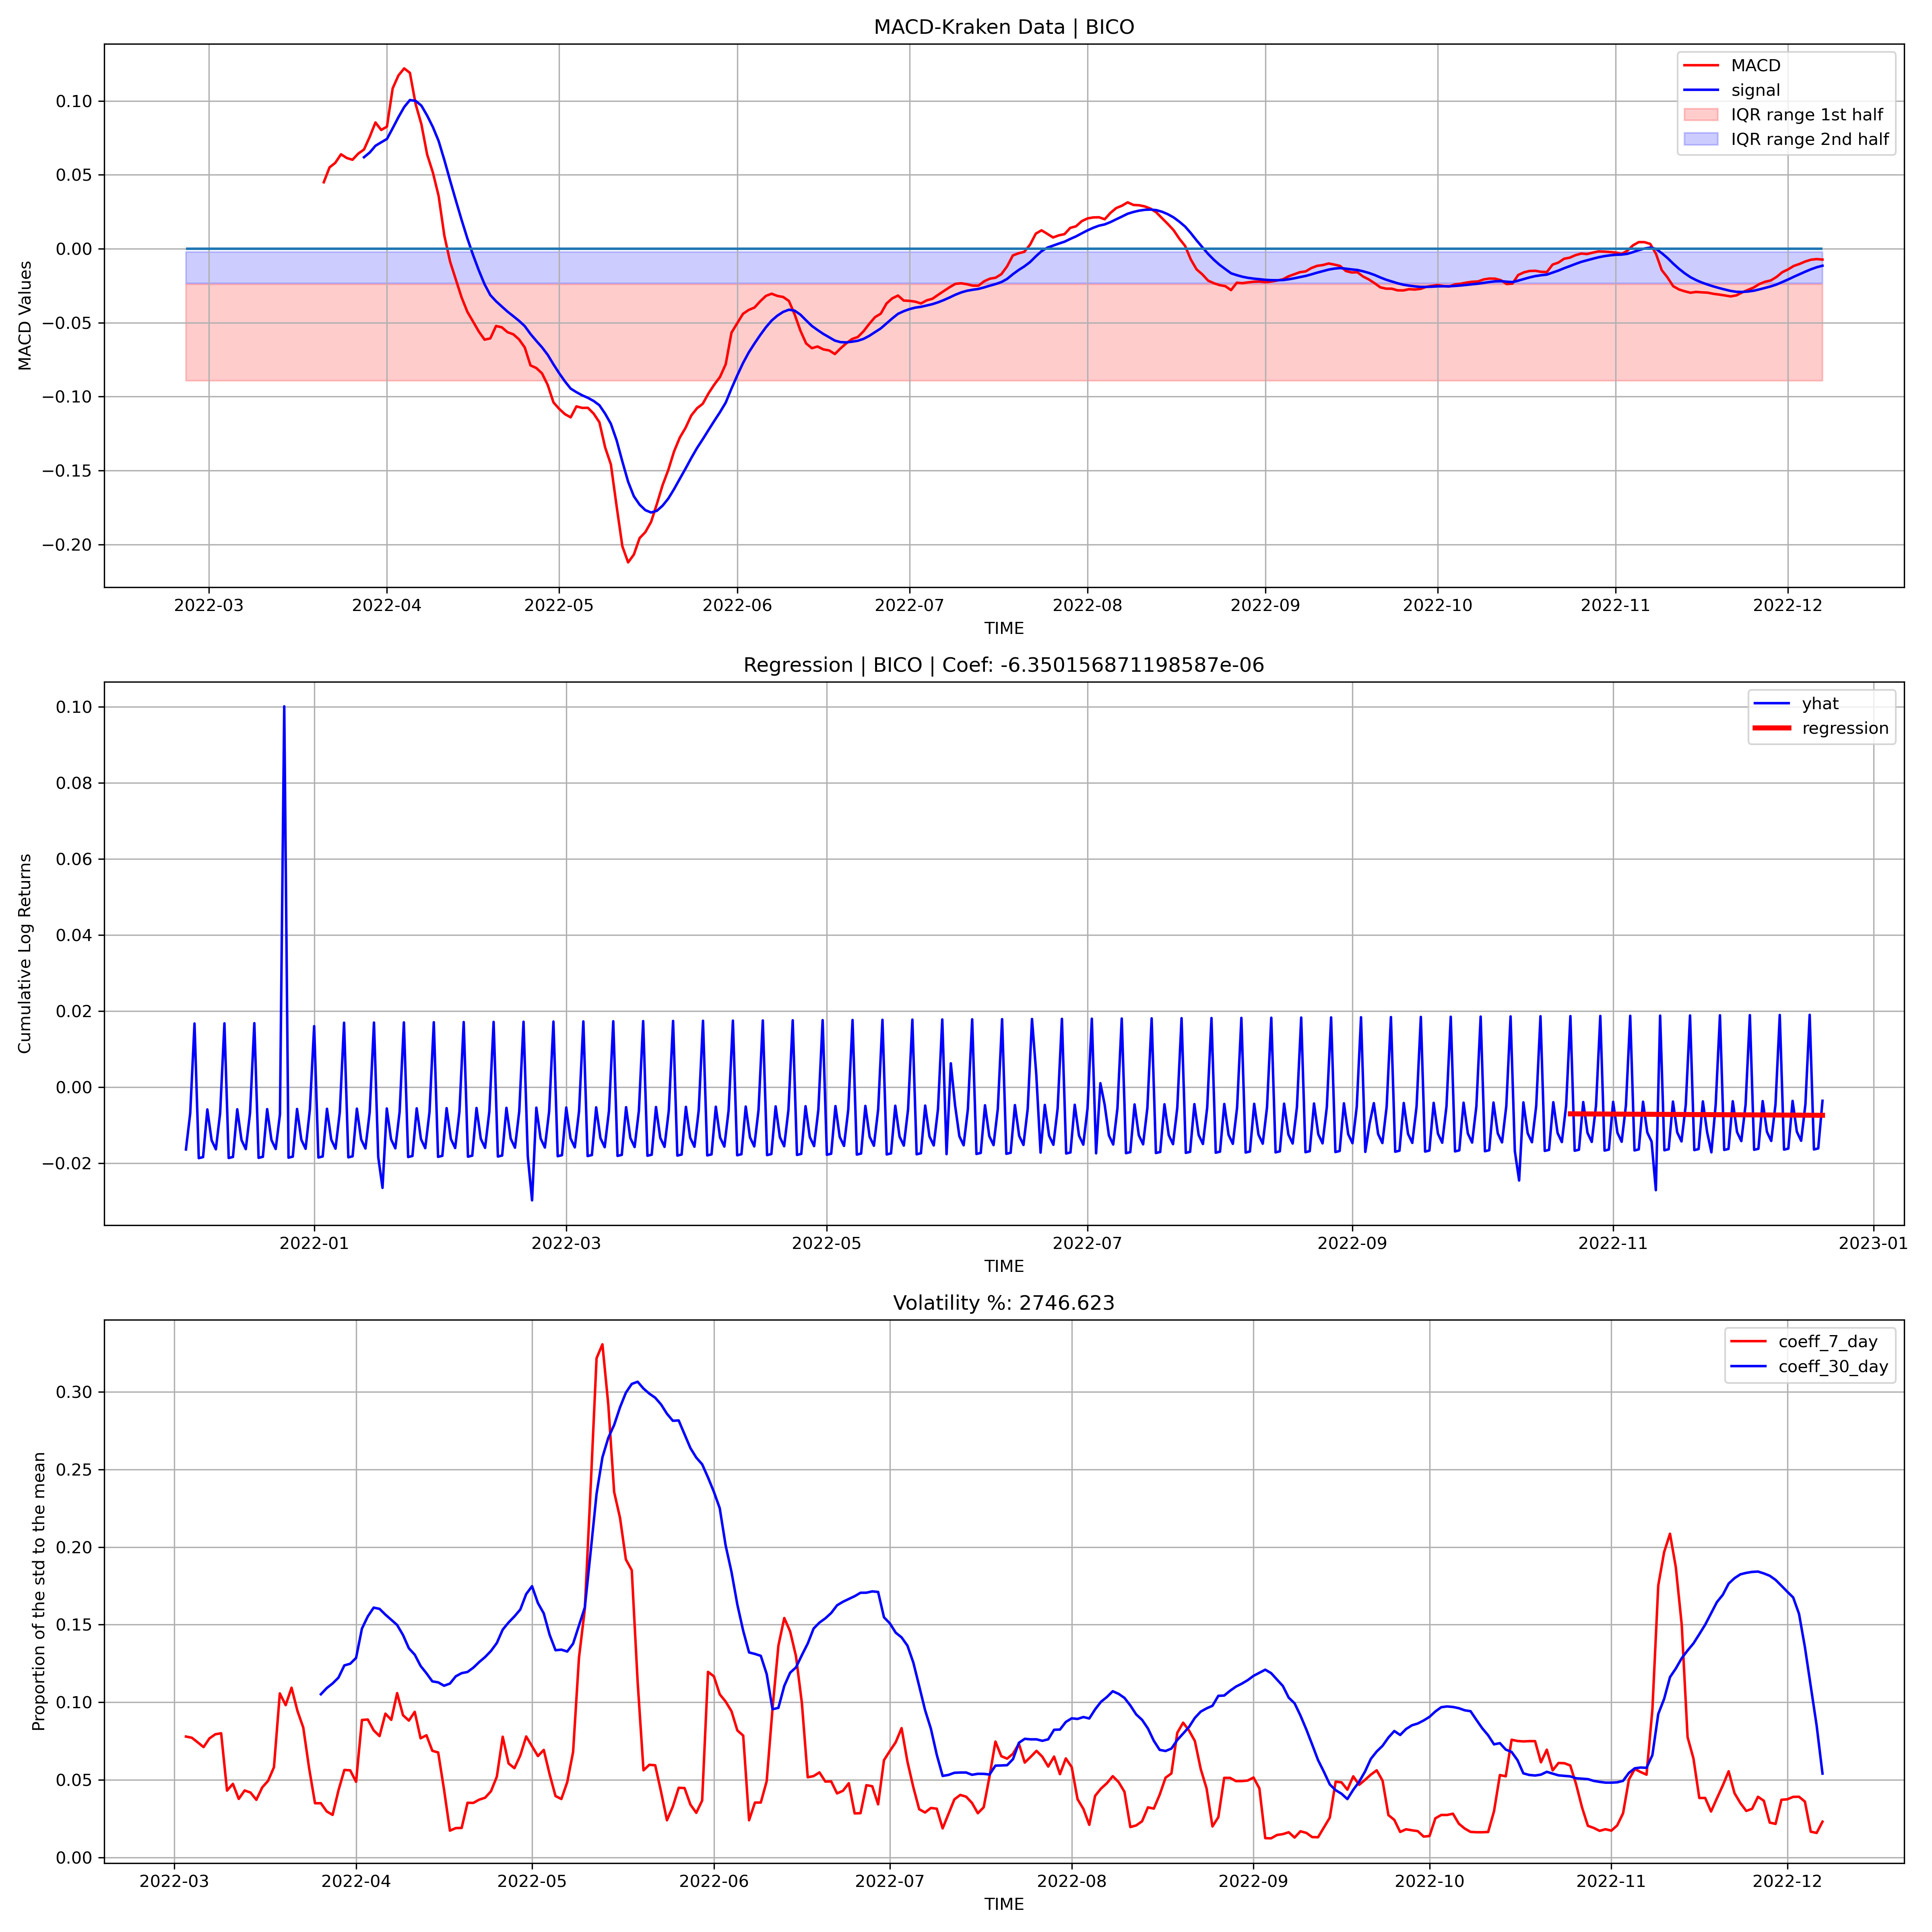 MACD-Kraken Data | BICO
MACD
signal
IQR range 1st half
IQR range 2nd half
MACD Values
0.10
0.05
0.00
−0.05
−0.10
−0.15
−0.20
2022-03 2022-04 2022-05 2022-06 2022-07 2022-08 2022-09 2022-10 2022-11 2022-12
TIME
Regression | BICO | Coef: -6.350156871198587e-06
yhat
regression
Cumulative Log Returns
0.10
0.08
0.06
0.04
0.02
0.00
−0.02
2022-01 2022-03 2022-05 2022-07 2022-09 2022-11 2023-01
TIME
Volatility %: 2746.623
coeff_7_day
coeff_30_day
Proportion of the std to the mean
0.30
0.25
0.20
0.15
0.10
0.05
0.00
2022-03 2022-04 2022-05 2022-06 2022-07 2022-08 2022-09 2022-10 2022-11 2022-12
TIME